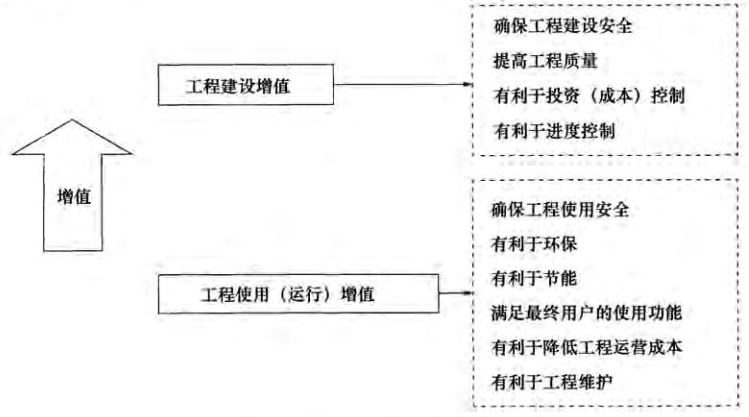 确保工程建设安全
提高工程质量
工程建设增值
有利于投资（成本）控制
有利于进度控制
增值
确保工程使用安全
有利于环保
有利于节能
工程使用（运行）增值
满足最终用户的使用功能
有利于降低工程运营成本
有利于工程维护